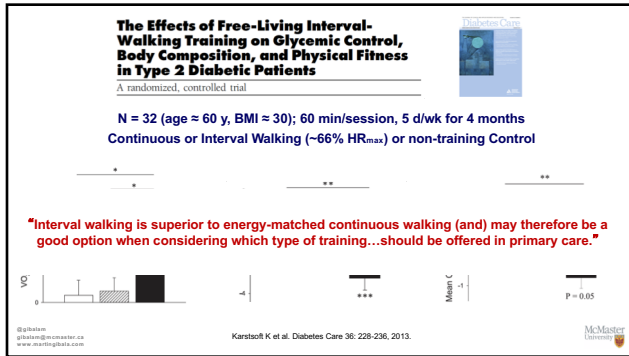 The Effects of Free-Living Interval-
Walking Training on Glycemic Control,
Body Composition, and Physical Fitness
in Type 2 Diabetic Patients
A randomized, controlled trial
Diabetes Care
N = 32 (age ≈ 60 y, BMI ≈ 30); 60 min/session, 5 d/wk for 4 months
Continuous or Interval Walking (~66% HRmax) or non-training Control
*
*
**
**
"Interval walking is superior to energy-matched continuous walking (and) may therefore be a
good option when considering which type of training…should be offered in primary care."
VO
0
***
Mean
-1
P = 0.05
@gibalam
gibalam@mcmaster.ca
www.martingibala.com
Karstsoft K et al. Diabetes Care 36: 228-236, 2013.
McMaster
University